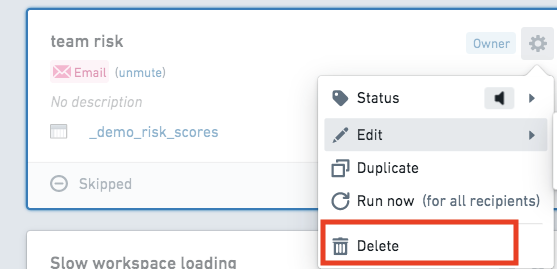 team risk
Owner
Email (unmute)
No description
_demo_risk_scores
Skipped
Status
Edit
Duplicate
Run now (for all recipients)
Delete
Slow workspace loading